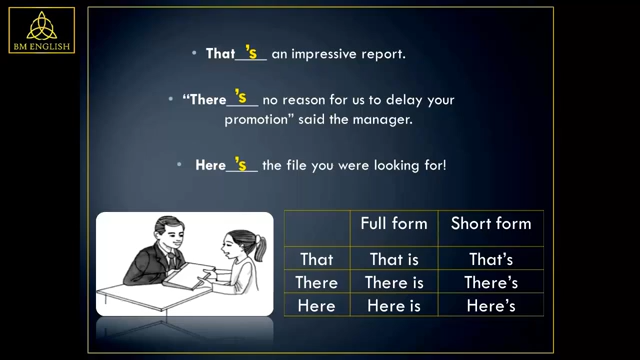 BM ENGLISH
• That 's an impressive report.
• “There 's no reason for us to delay your
promotion” said the manager.
• Here 's the file you were looking for!
Full form Short form
That That is That’s
There There is There’s
Here Here is Here’s